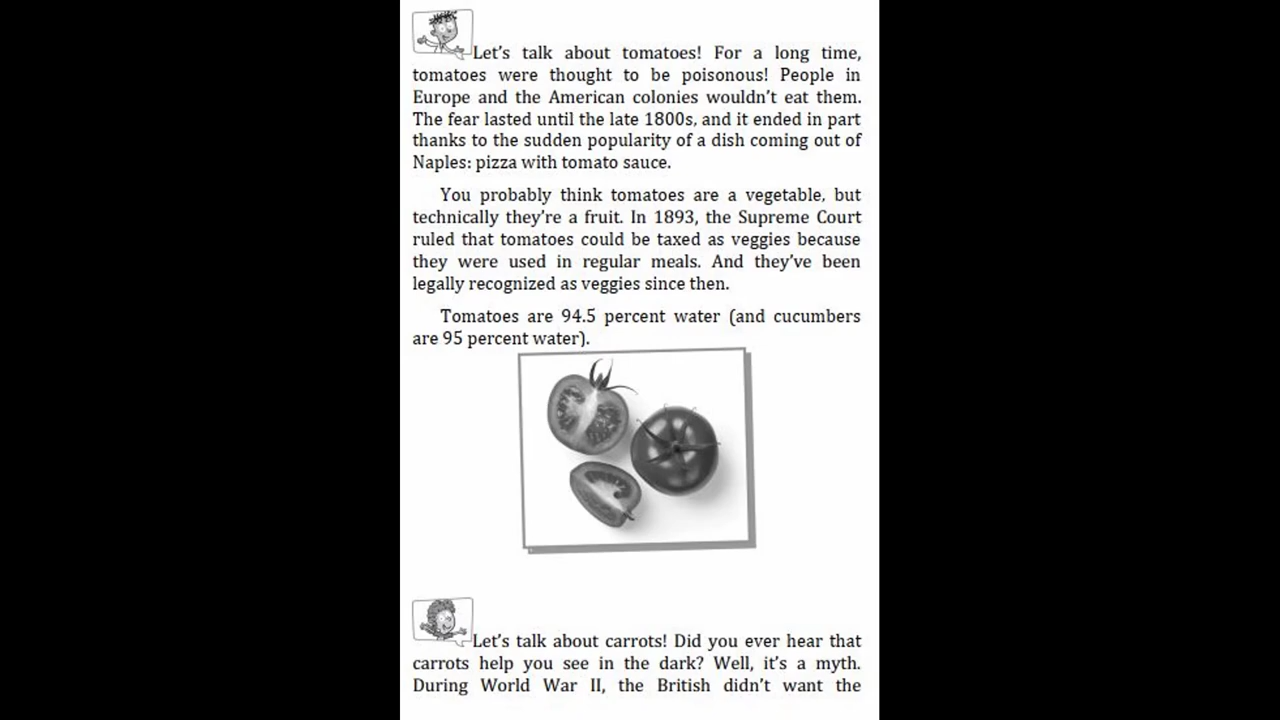 Let's talk about tomatoes! For a long time,
tomatoes were thought to be poisonous! People in
Europe and the American colonies wouldn't eat them.
The fear lasted until the late 1800s, and it ended in part
thanks to the sudden popularity of a dish coming out of
Naples: pizza with tomato sauce.
You probably think tomatoes are a vegetable, but
technically they're a fruit. In 1893, the Supreme Court
ruled that tomatoes could be taxed as veggies because
they were used in regular meals. And they've been
legally recognized as veggies since then.
Tomatoes are 94.5 percent water (and cucumbers
are 95 percent water).
Let's talk about carrots! Did you ever hear that
carrots help you see in the dark? Well, it's a myth.
During World War II, the British didn't want the